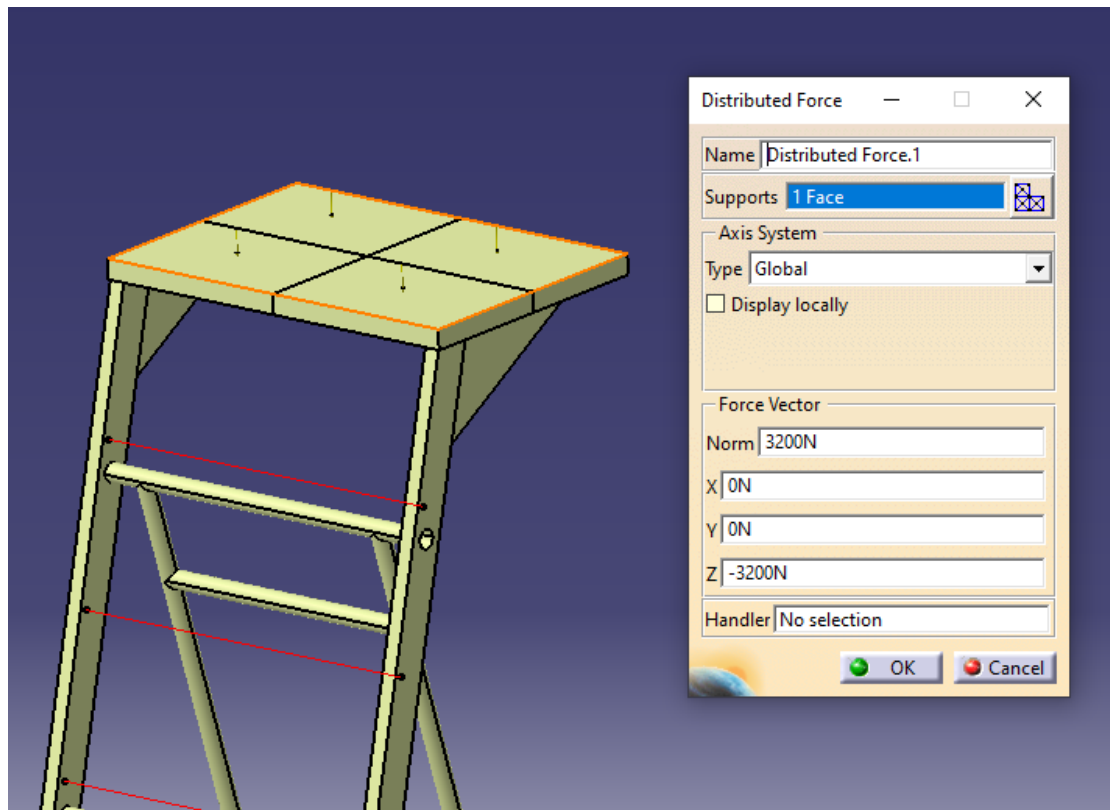 Distributed Force
Name Distributed Force.1
Supports 1 Face
Axis System
Type Global
Display locally
Force Vector
Norm 3200N
X 0N
Y 0N
Z -3200N
Handler No selection
OK Cancel